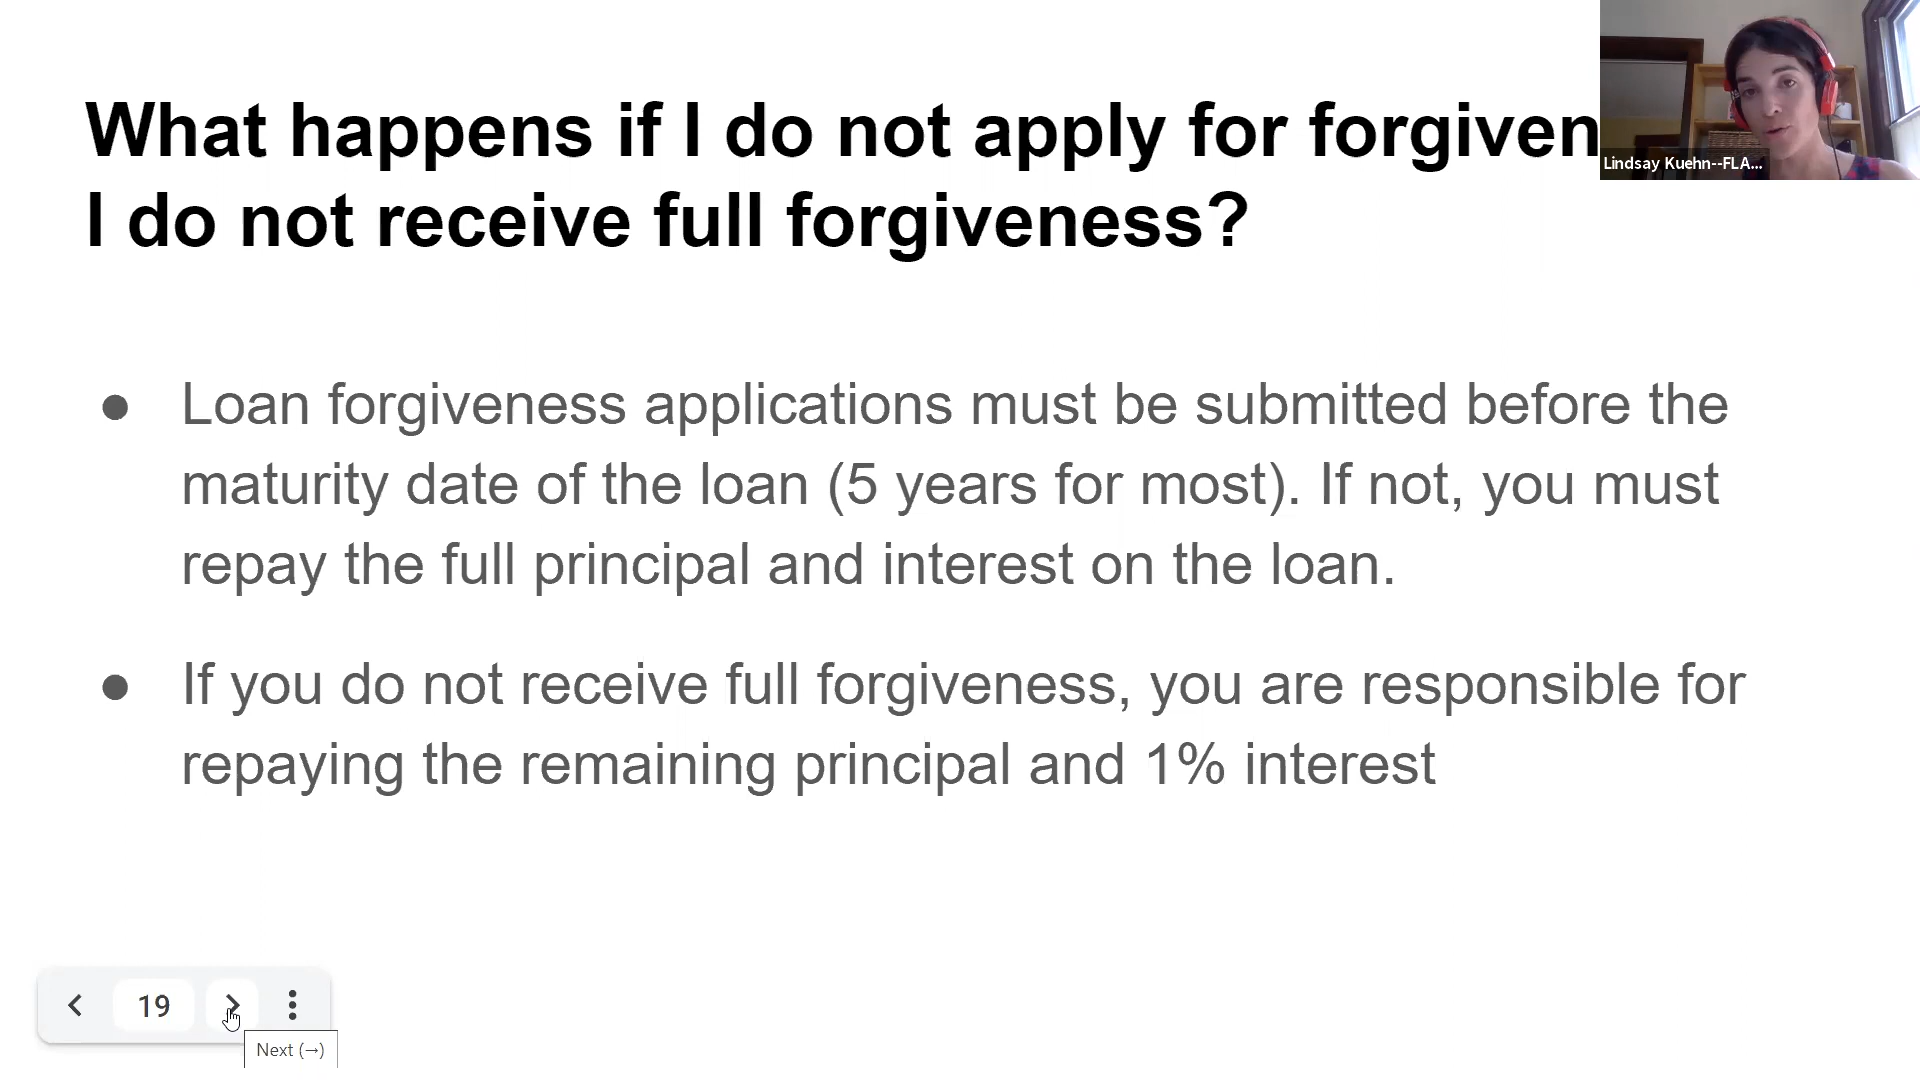 What happens if I do not apply for forgiven
I do not receive full forgiveness?
Lindsay Kuehn--FLA...
● Loan forgiveness applications must be submitted before the
maturity date of the loan (5 years for most). If not, you must
repay the full principal and interest on the loan.
● If you do not receive full forgiveness, you are responsible for
repaying the remaining principal and 1% interest
19
Next (→)